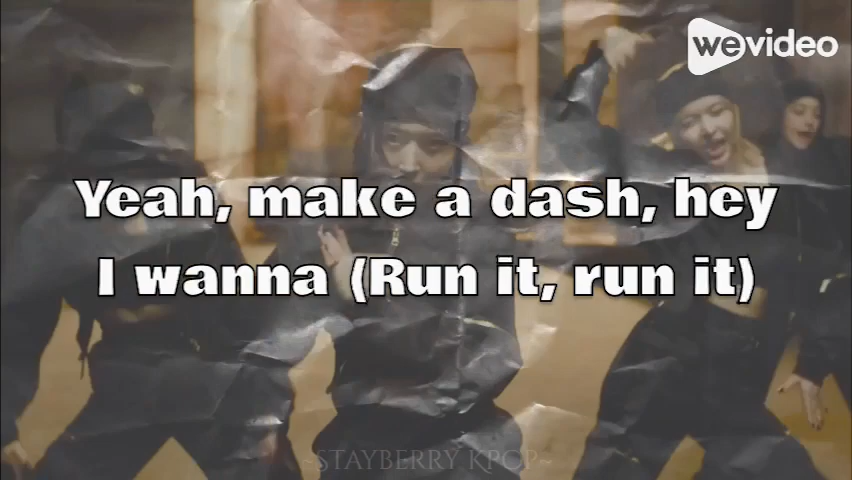 wevideo
Yeah, make a dash, hey
I wanna (Run it, run it)
~STAYBERRY KPOP~